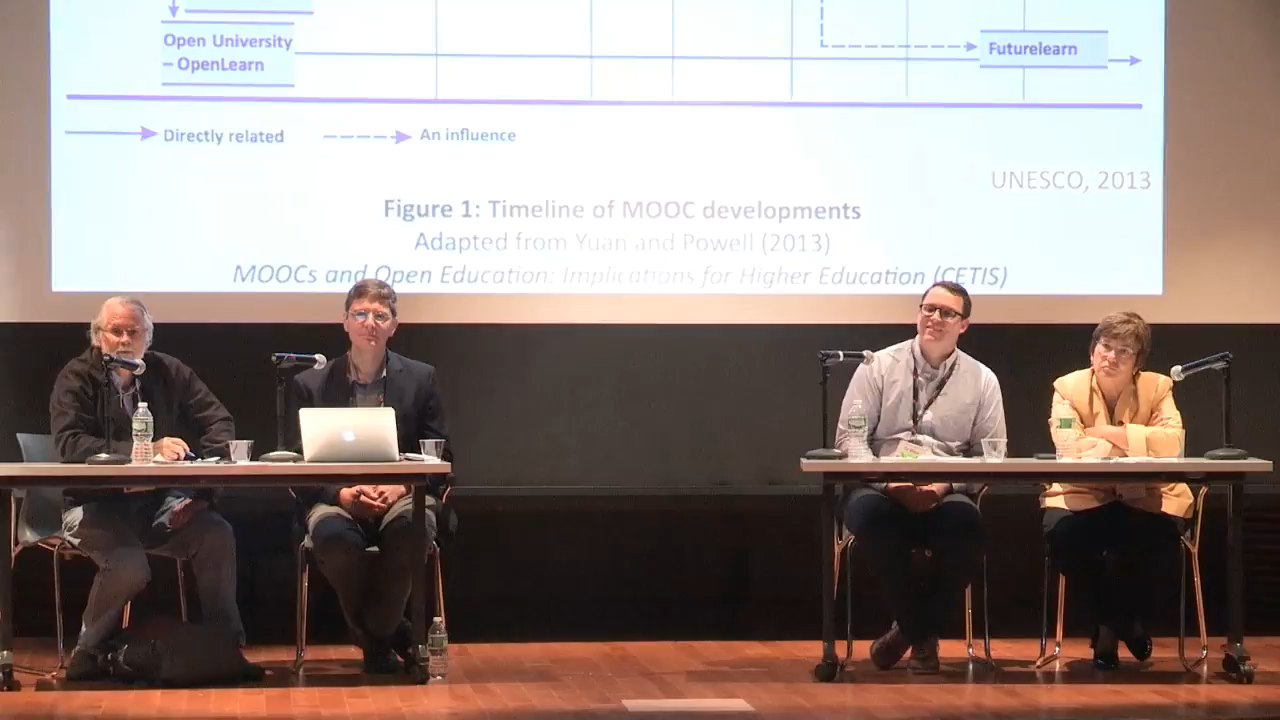 Open University
– OpenLearn
Futurelearn
Directly related
An influence
UNESCO, 2013
Figure 1: Timeline of MOOC developments
Adapted from Yuan and Powell (2013)
MOOCs and Open Education: Implications for Higher Education (CETIS)